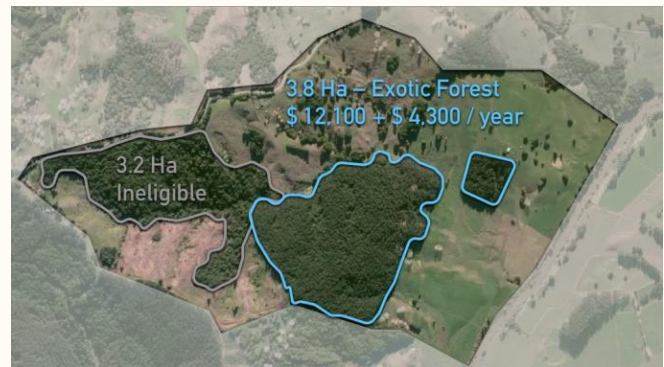 3.8 Ha – Exotic Forest
$ 12,100 + $ 4,300 / year
3.2 Ha
Ineligible